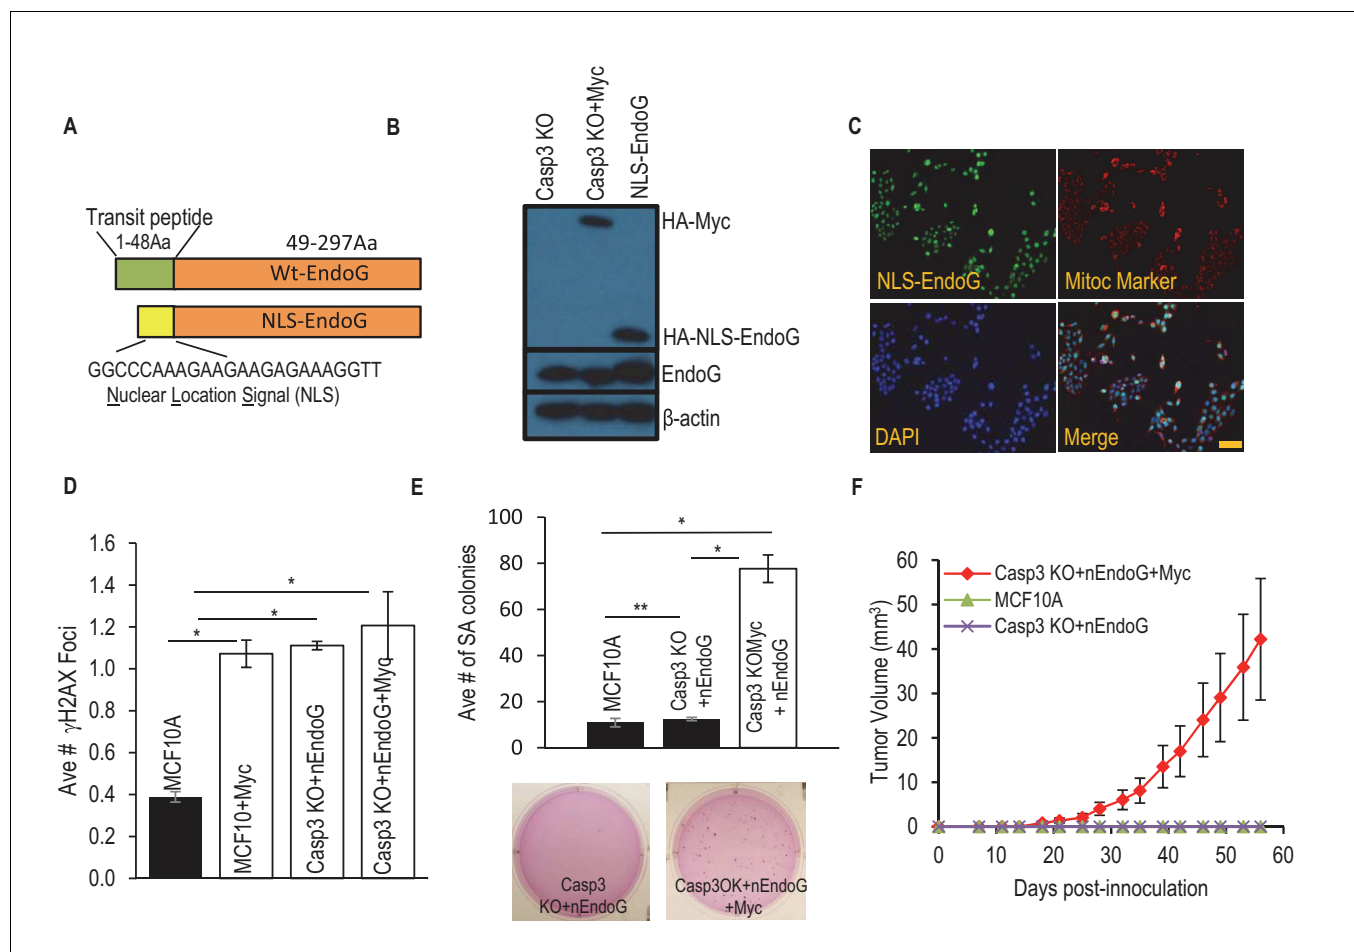 A
B
C
Transit peptide
1-48Aa
49-297Aa
Wt-EndoG
NLS-EndoG
GGCCCAAAGAAGAAGAGAAAGGTT
Nuclear Location Signal (NLS)
Casp3 KO
Casp3 KO+Myc
NLS-EndoG
HA-Myc
HA-NLS-EndoG
EndoG
β-actin
NLS-EndoG
Mitoc Marker
DAPI
Merge
D
E
F
Ave # γH2AX Foci
1.6
1.4
1.2
1.0
0.8
0.6
0.4
0.2
0.0
*
*
*
MCF10A
MCF10+Myc
Casp3 KO+nEndoG
Casp3 KO+nEndoG+Myc
Ave # of SA colonies
100
80
60
40
20
0
*
*
**
MCF10A
Casp3 KO
+nEndoG
Casp3 KOMyc
+ nEndoG
Casp3
KO+nEndoG
Casp3OK+nEndoG
+Myc
Tumor Volume (mm³)
60
50
40
30
20
10
0
Casp3 KO+nEndoG+Myc
MCF10A
Casp3 KO+nEndoG
0 10 20 30 40 50 60
Days post-innoculation